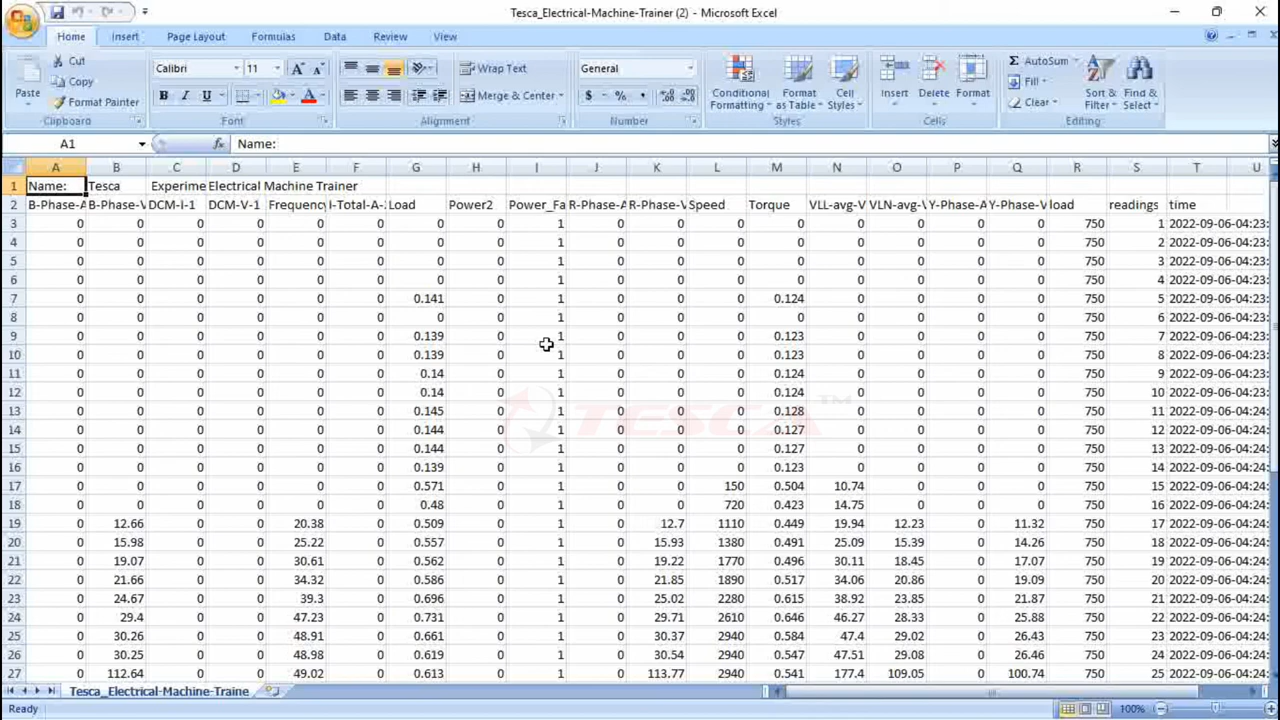 Tesca_Electrical-Machine-Trainer (2) - Microsoft Excel
Home Insert Page Layout Formulas Data Review View
Paste Cut Calibri 11 Wrap Text General Conditional Formatting Format as Table Cell Styles Insert Delete Format AutoSum Sort & Filter Find & Select
Copy Fill
Format Painter B I U Merge & Center $ % , Clear
Clipboard Font Alignment Number Styles Cells Editing
A1 fx Name:
A B C D E F G H I J K L M N O P Q R S T U
1 Name: Tesca Experime Electrical Machine Trainer
2 B-Phase-A B-Phase-V DCM-I-1 DCM-V-1 Frequency I-Total-A- Load Power2 Power_Fa R-Phase-A R-Phase-V Speed Torque VLL-avg-V VLN-avg-V Y-Phase-A Y-Phase-V load readings time
3 0 0 0 0 0 0 0 0 1 0 0 0 0 0 0 0 0 750 1 2022-09-06-04:23:
4 0 0 0 0 0 0 0 0 1 0 0 0 0 0 0 0 0 750 2 2022-09-06-04:23:
5 0 0 0 0 0 0 0 0 1 0 0 0 0 0 0 0 0 750 3 2022-09-06-04:23:
6 0 0 0 0 0 0 0 0 1 0 0 0 0 0 0 0 0 750 4 2022-09-06-04:23:
7 0 0 0 0 0 0 0.141 0 1 0 0 0 0.124 0 0 0 0 750 5 2022-09-06-04:23:
8 0 0 0 0 0 0 0 0 1 0 0 0 0 0 0 0 0 750 6 2022-09-06-04:23:
9 0 0 0 0 0 0 0.139 0 1 0 0 0 0.123 0 0 0 0 750 7 2022-09-06-04:23:
10 0 0 0 0 0 0 0.139 0 1 0 0 0 0.123 0 0 0 0 750 8 2022-09-06-04:23:
11 0 0 0 0 0 0 0.14 0 1 0 0 0 0.124 0 0 0 0 750 9 2022-09-06-04:23:
12 0 0 0 0 0 0 0.14 0 1 0 0 0 0.124 0 0 0 0 750 10 2022-09-06-04:23:
13 0 0 0 0 0 0 0.145 0 1 0 0 0 0.128 0 0 0 0 750 11 2022-09-06-04:24:
14 0 0 0 0 0 0 0.144 0 1 0 0 0 0.127 0 0 0 0 750 12 2022-09-06-04:24:
15 0 0 0 0 0 0 0.144 0 1 0 0 0 0.127 0 0 0 0 750 13 2022-09-06-04:24:
16 0 0 0 0 0 0 0.139 0 1 0 0 0 0.123 0 0 0 0 750 14 2022-09-06-04:24:
17 0 0 0 0 0 0 0.571 0 1 0 0 150 0.504 10.74 0 0 0 750 15 2022-09-06-04:24:
18 0 0 0 0 0 0 0.48 0 1 0 0 720 0.423 14.75 0 0 0 750 16 2022-09-06-04:24:
19 0 12.66 0 0 20.38 0 0.509 0 1 0 12.7 1110 0.449 19.94 12.23 0 11.32 750 17 2022-09-06-04:24:
20 0 15.98 0 0 25.22 0 0.557 0 1 0 15.93 1380 0.491 25.09 15.39 0 14.26 750 18 2022-09-06-04:24:
21 0 19.07 0 0 30.61 0 0.562 0 1 0 19.22 1770 0.496 30.11 18.45 0 17.07 750 19 2022-09-06-04:24:
22 0 21.66 0 0 34.32 0 0.586 0 1 0 21.85 1890 0.517 34.06 20.86 0 19.09 750 20 2022-09-06-04:24:
23 0 24.67 0 0 39.3 0 0.696 0 1 0 25.02 2280 0.615 38.92 23.85 0 21.87 750 21 2022-09-06-04:24:
24 0 29.4 0 0 47.23 0 0.731 0 1 0 29.71 2610 0.646 46.27 28.33 0 25.88 750 22 2022-09-06-04:24:
25 0 30.26 0 0 48.91 0 0.661 0 1 0 30.37 2940 0.584 47.4 29.02 0 26.43 750 23 2022-09-06-04:24:
26 0 30.25 0 0 48.98 0 0.619 0 1 0 30.54 2940 0.547 47.51 29.08 0 26.46 750 24 2022-09-06-04:24:
27 0 112.64 0 0 49.02 0 0.613 0 1 0 113.77 2940 0.541 177.4 109.05 0 100.74 750 25 2022-09-06-04:24:
TESCA™
Tesca_Electrical-Machine-Traine
Ready 100%